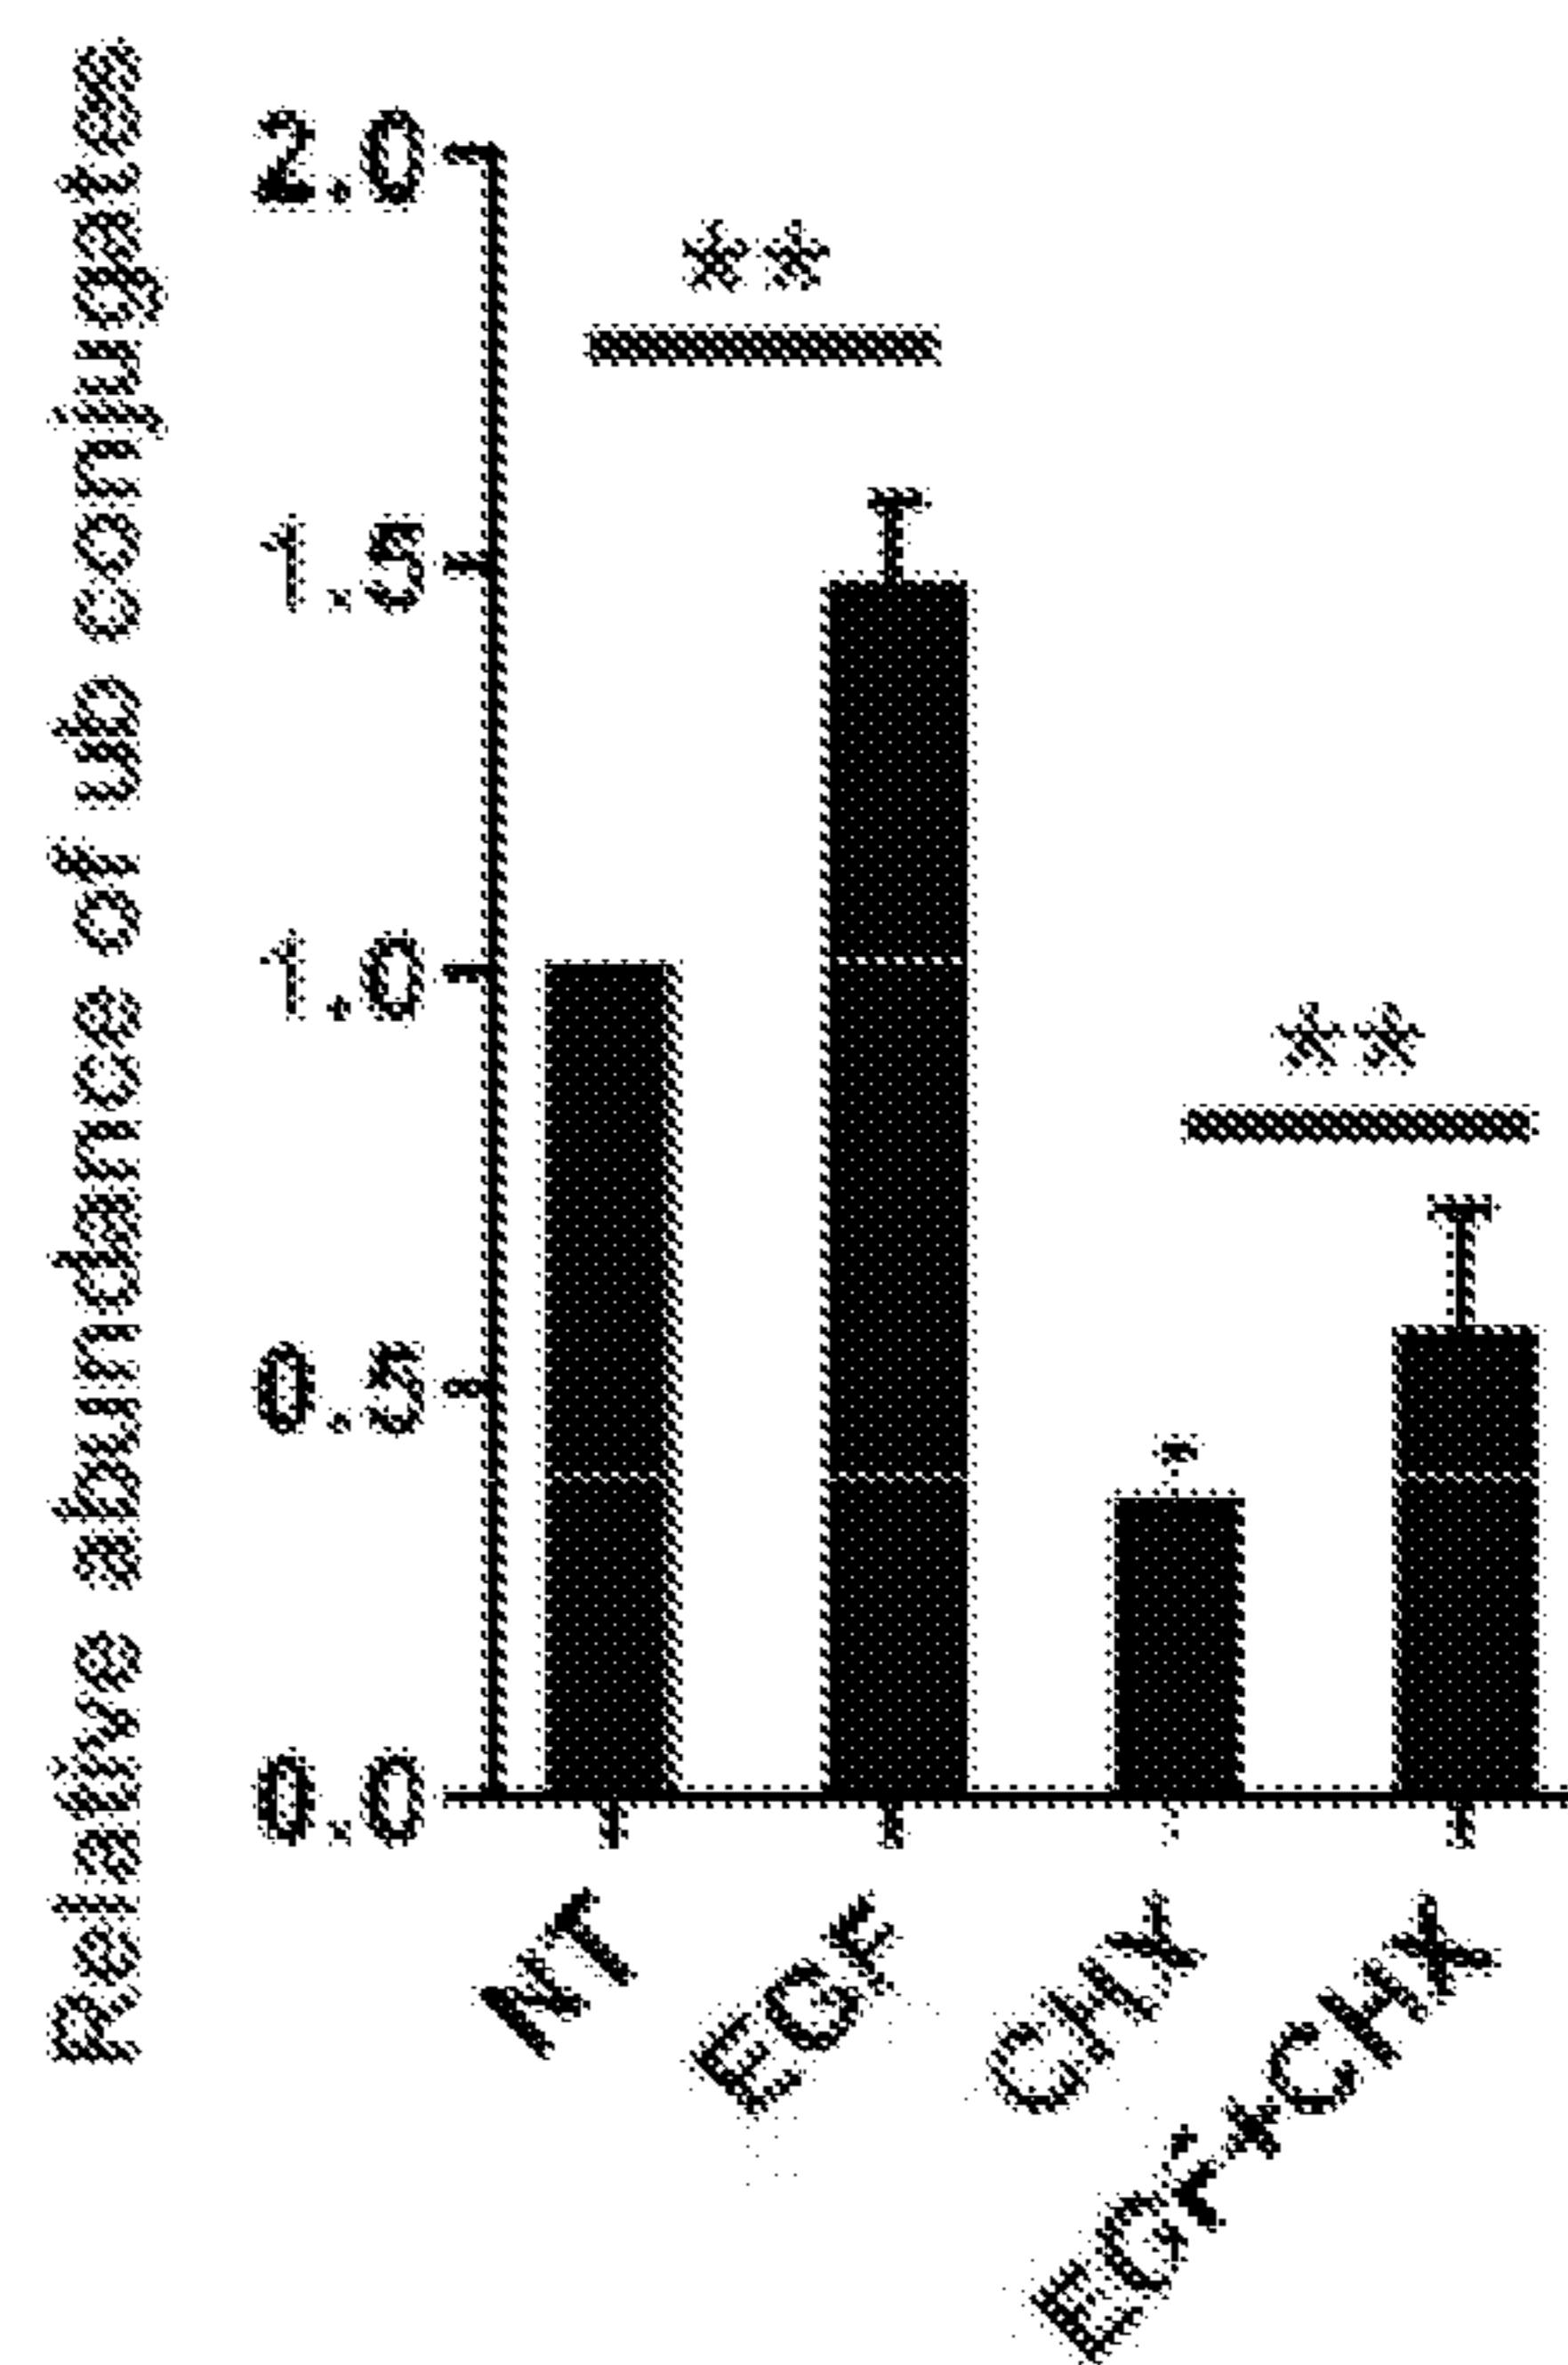 Relative abundance of ub conjugates
2.0
1.5
1.0
0.5
0.0
**
**
NT
EGF
CHX
EGF+CHX